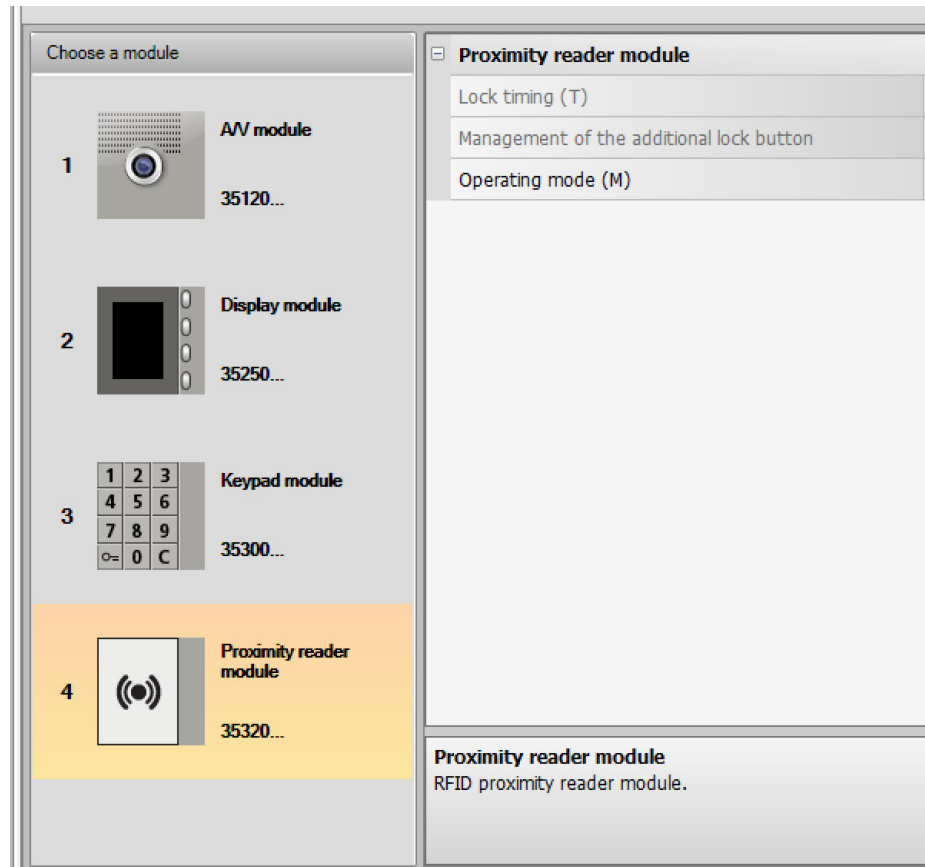 Choose a module
1
A/V module
35120...
2
Display module
35250...
3
1 2 3
4 5 6
7 8 9
0 C
Keypad module
35300...
4
Proximity reader
module
35320...
Proximity reader module
Lock timing (T)
Management of the additional lock button
Operating mode (M)
Proximity reader module
RFID proximity reader module.